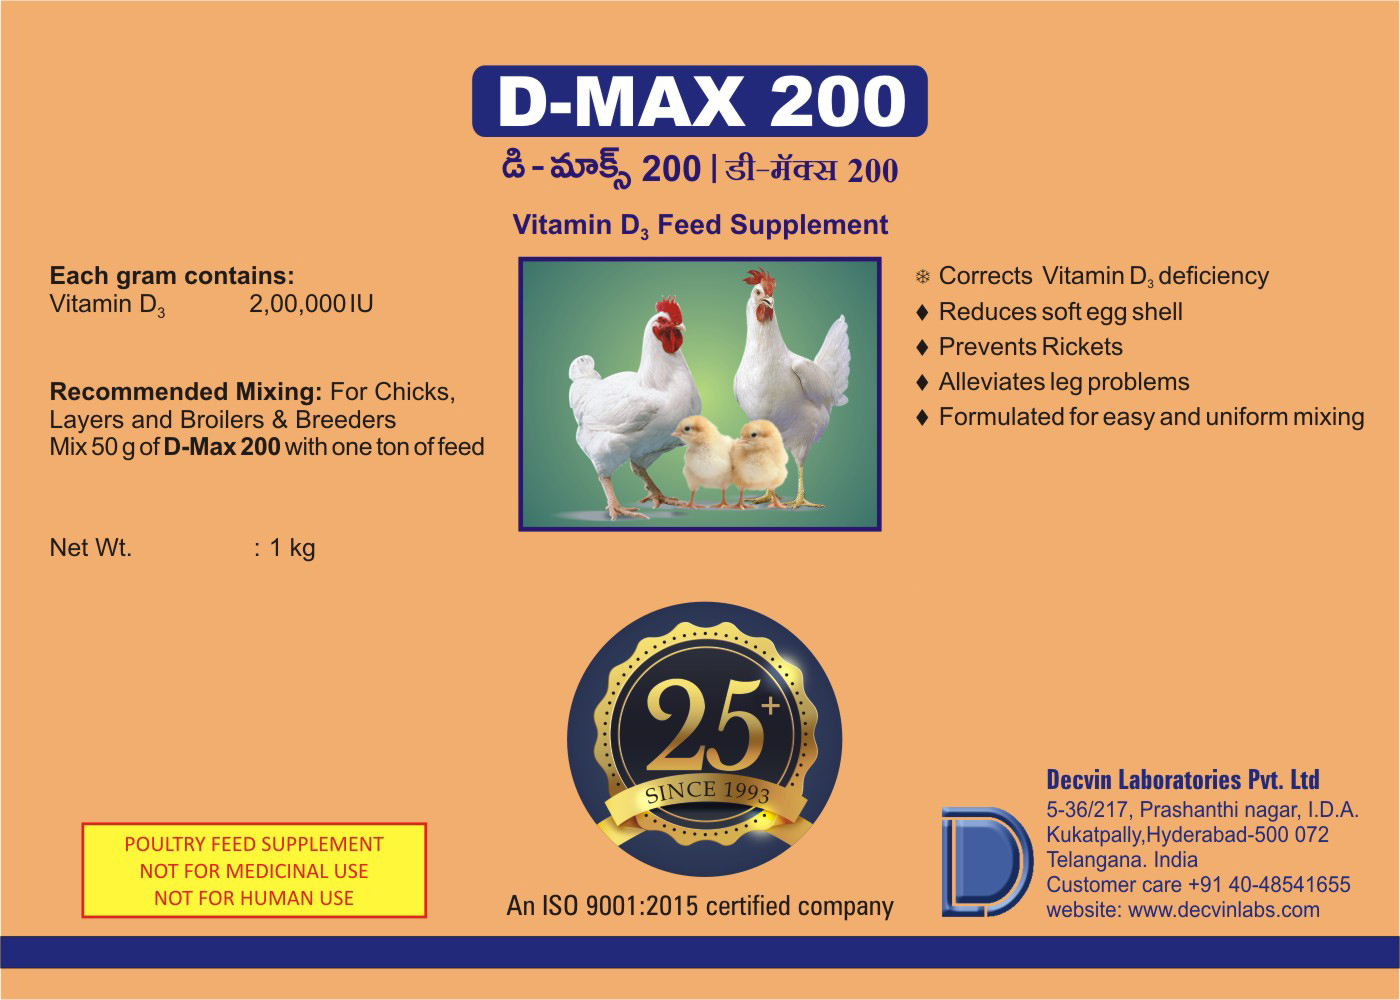 D-MAX 200
డి - మాక్స్ 200 | डी-मॅक्स 200
Vitamin D3 Feed Supplement
Each gram contains:
Vitamin D3 2,00,000 IU
Recommended Mixing: For Chicks,
Layers and Broilers & Breeders
Mix 50 g of D-Max 200 with one ton of feed
Net Wt. : 1 kg
❄ Corrects Vitamin D3 deficiency
♦ Reduces soft egg shell
♦ Prevents Rickets
♦ Alleviates leg problems
♦ Formulated for easy and uniform mixing
25+
SINCE 1993
An ISO 9001:2015 certified company
POULTRY FEED SUPPLEMENT
NOT FOR MEDICINAL USE
NOT FOR HUMAN USE
D
Decvin Laboratories Pvt. Ltd
5-36/217, Prashanthi nagar, I.D.A.
Kukatpally,Hyderabad-500 072
Telangana. India
Customer care +91 40-48541655
website: www.decvinlabs.com